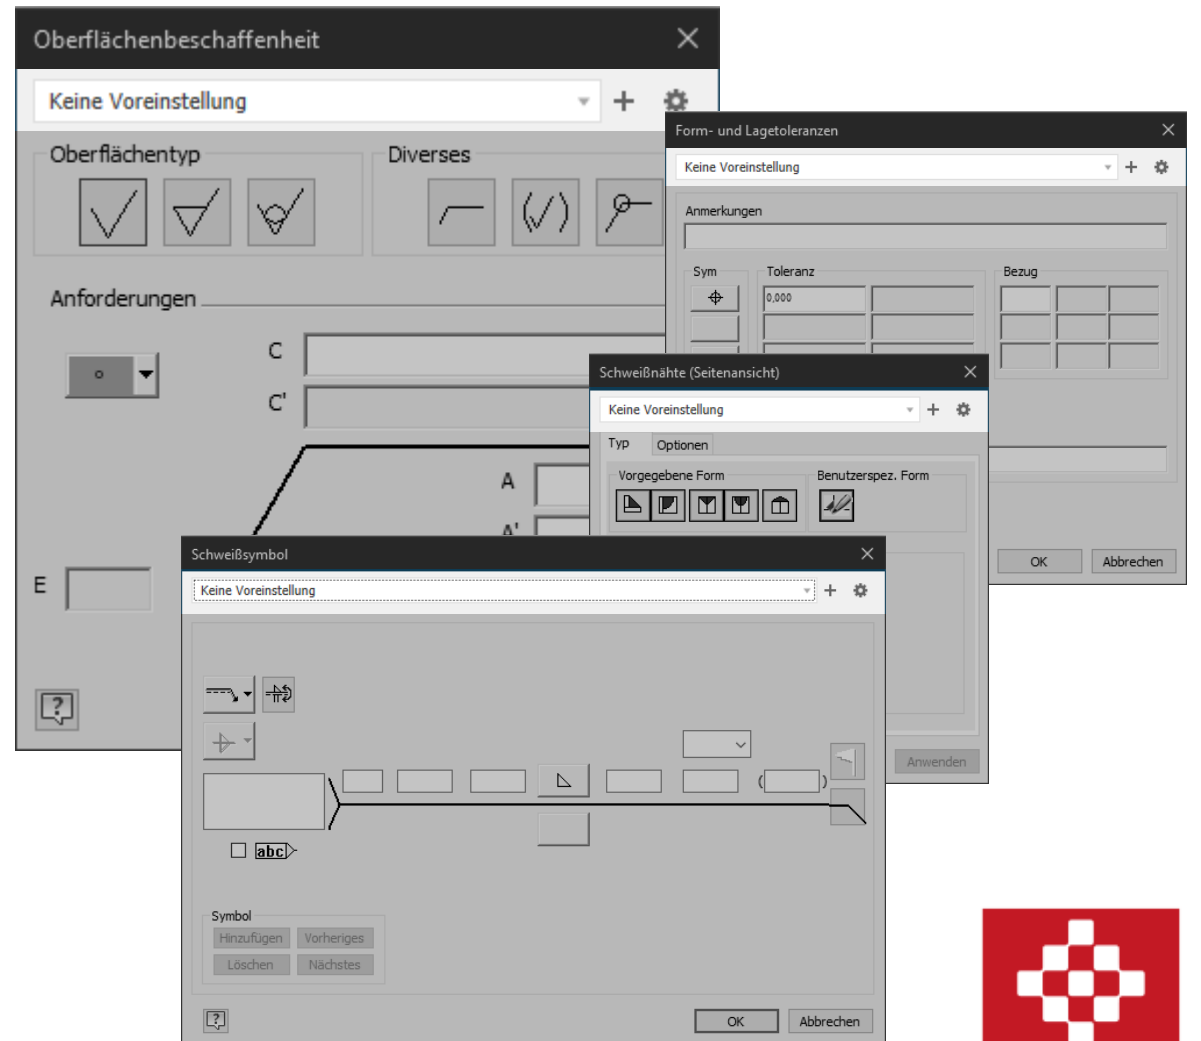 Oberflächenbeschaffenheit
Keine Voreinstellung
Oberflächentyp
Diverses
Anforderungen
C
C'
A
A'
E
Form- und Lagetoleranzen
Keine Voreinstellung
Anmerkungen
Sym
Toleranz
Bezug
0,000
OK
Abbrechen
Schweißnähte (Seitenansicht)
Keine Voreinstellung
Typ
Optionen
Vorgegebene Form
Benutzerspez. Form
Anwenden
Schweißsymbol
Keine Voreinstellung
( )
abc
Symbol
Hinzufügen
Vorheriges
Löschen
Nächstes
OK
Abbrechen